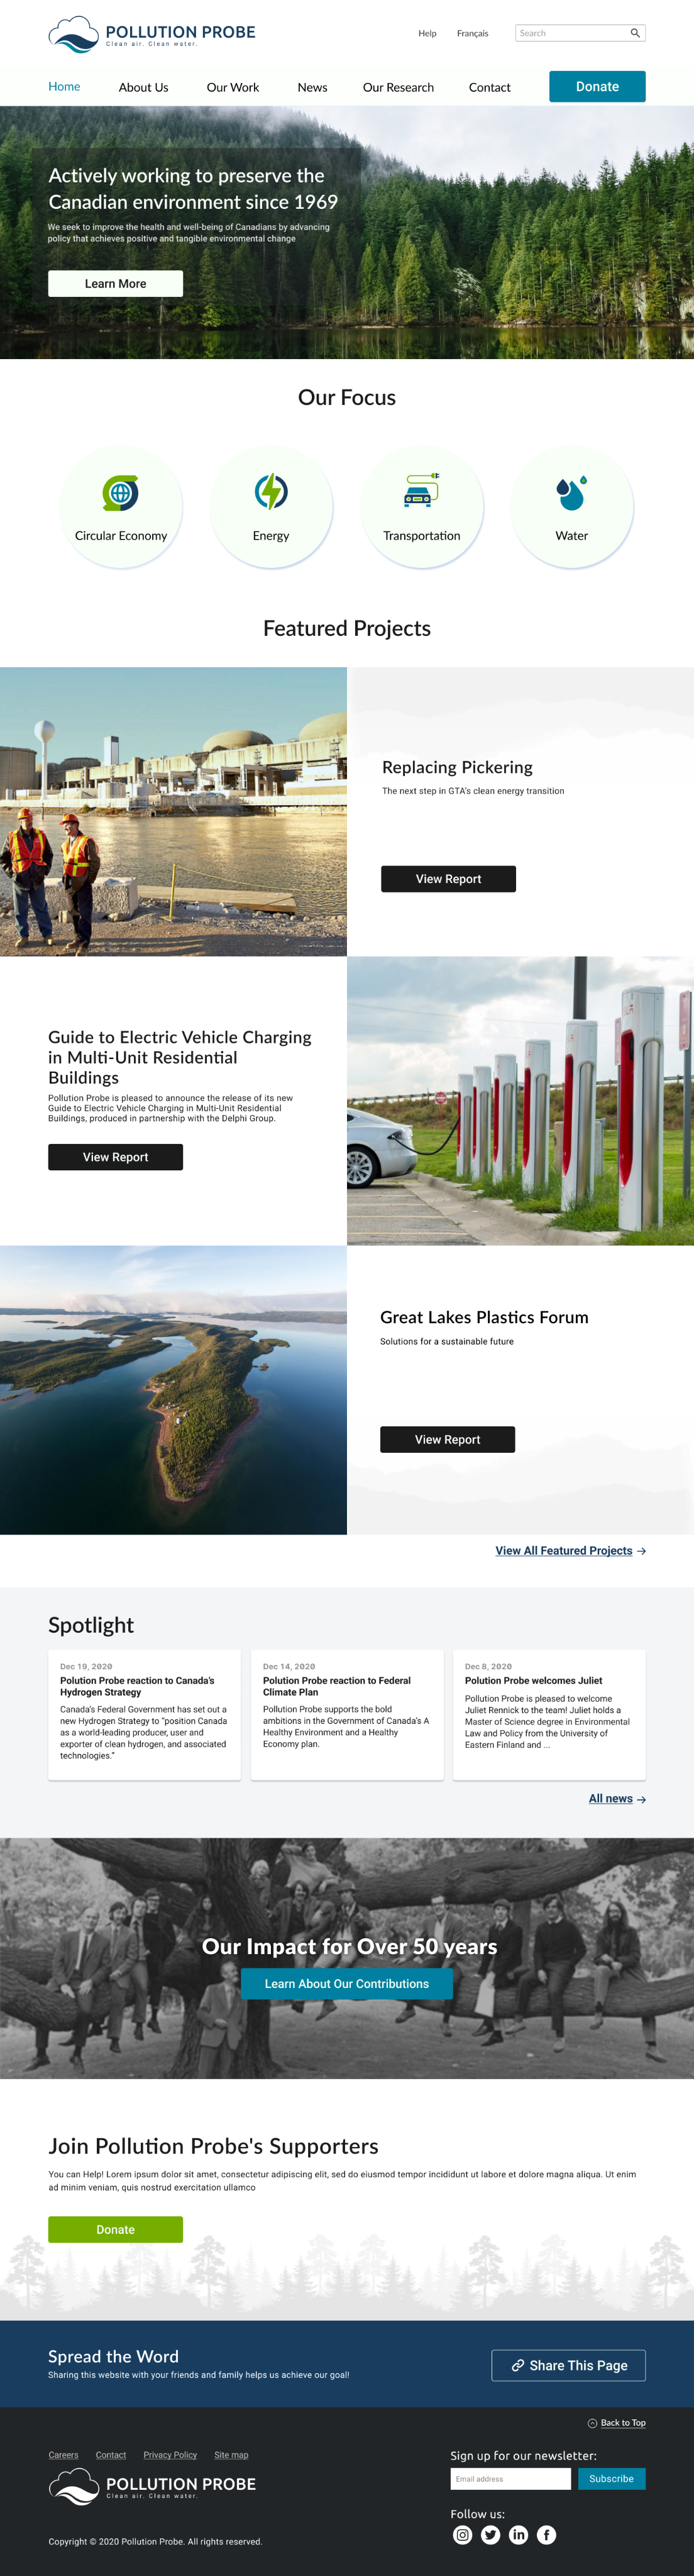 POLLUTION PROBE
Clean air. Clean water.
Help
Français
Search
Home
About Us
Our Work
News
Our Research
Contact
Donate
Actively working to preserve the
Canadian environment since 1969
We seek to improve the health and well-being of Canadians by advancing
policy that achieves positive and tangible environmental change
Learn More
Our Focus
Circular Economy
Energy
Transportation
Water
Featured Projects
Replacing Pickering
The next step in GTA's clean energy transition
View Report
Guide to Electric Vehicle Charging
in Multi-Unit Residential
Buildings
Pollution Probe is pleased to announce the release of its new
Guide to Electric Vehicle Charging in Multi-Unit Residential
Buildings, produced in partnership with the Delphi Group.
View Report
Great Lakes Plastics Forum
Solutions for a sustainable future
View Report
View All Featured Projects
Spotlight
Dec 19, 2020
Polution Probe reaction to Canada's
Hydrogen Strategy
Canada's Federal Government has set out a
new Hydrogen Strategy to "position Canada
as a world-leading producer, user and
exporter of clean hydrogen, and associated
technologies."
Dec 14, 2020
Polution Probe reaction to Federal
Climate Plan
Pollution Probe supports the bold
ambitions in the Government of Canada's A
Healthy Environment and a Healthy
Economy plan.
Dec 8, 2020
Polution Probe welcomes Juliet
Pollution Probe is pleased to welcome
Juliet Rennick to the team! Juliet holds a
Master of Science degree in Environmental
Law and Policy from the University of
Eastern Finland and ...
All news
Our Impact for Over 50 years
Learn About Our Contributions
Join Pollution Probe's Supporters
You can Help! Lorem ipsum dolor sit amet, consectetur adipiscing elit, sed do eiusmod tempor incididunt ut labore et dolore magna aliqua. Ut enim
ad minim veniam, quis nostrud exercitation ullamco
Donate
Spread the Word
Sharing this website with your friends and family helps us achieve our goal!
Share This Page
Back to Top
Careers
Contact
Privacy Policy
Site map
POLLUTION PROBE
Clean air. Clean water.
Copyright © 2020 Pollution Probe. All rights reserved.
Sign up for our newsletter:
Email address
Subscribe
Follow us: